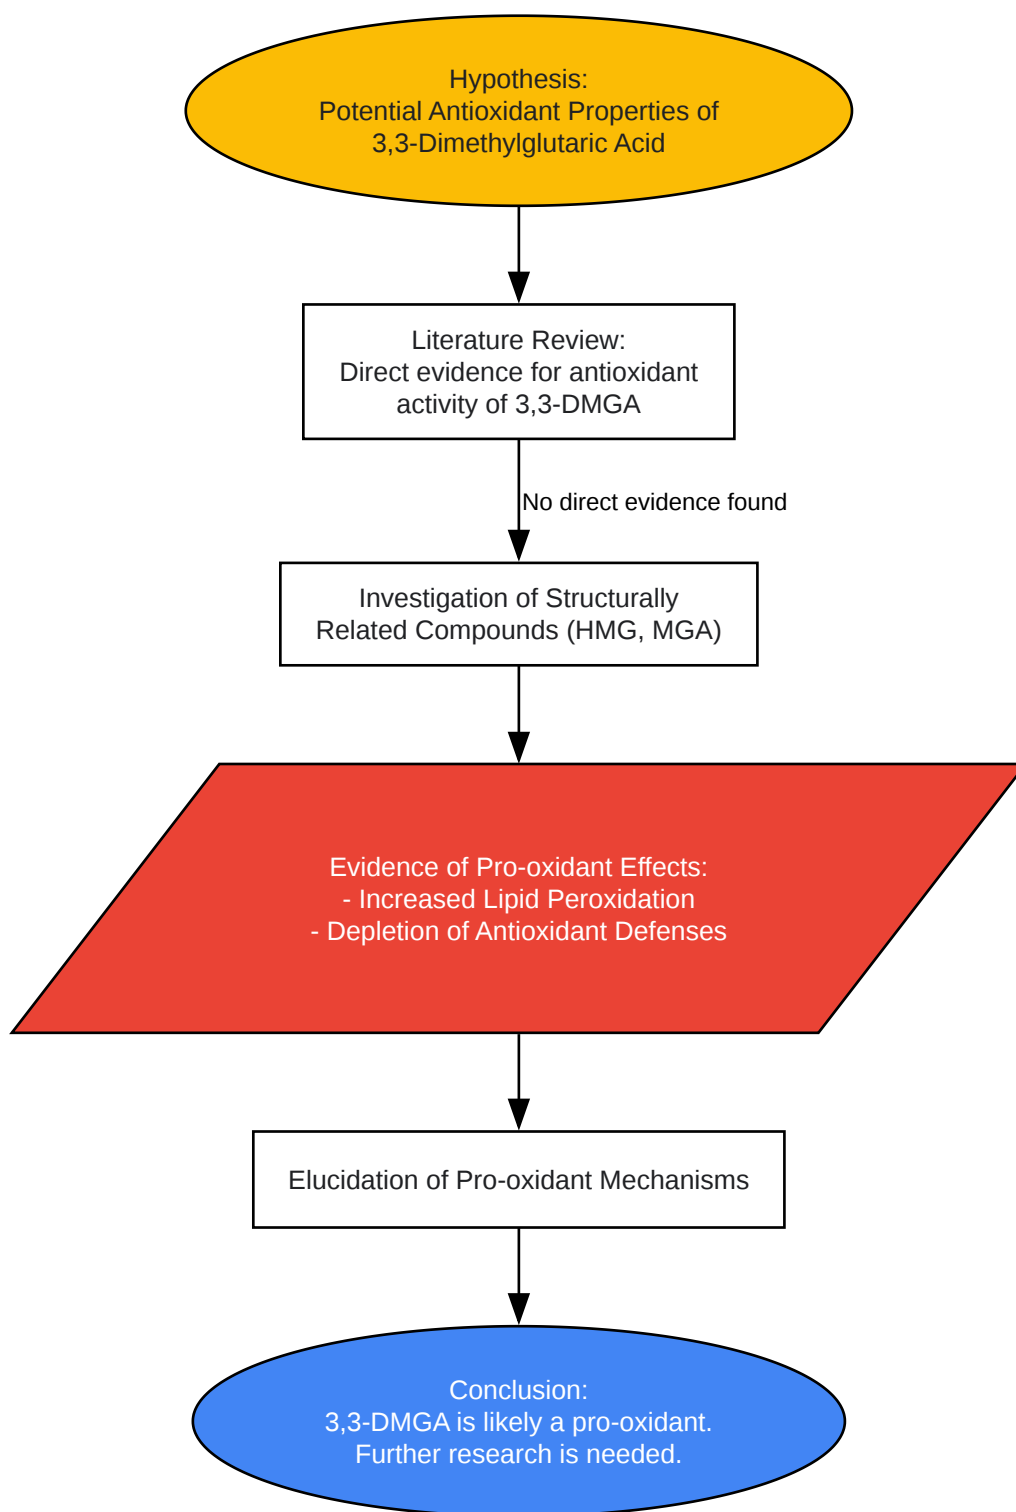 Hypothesis:
Potential Antioxidant Properties of
3,3-Dimethylglutaric Acid
Literature Review:
Direct evidence for antioxidant
activity of 3,3-DMGA
No direct evidence found
Investigation of Structurally
Related Compounds (HMG, MGA)
Evidence of Pro-oxidant Effects:
- Increased Lipid Peroxidation
- Depletion of Antioxidant Defenses
Elucidation of Pro-oxidant Mechanisms
Conclusion:
3,3-DMGA is likely a pro-oxidant.
Further research is needed.